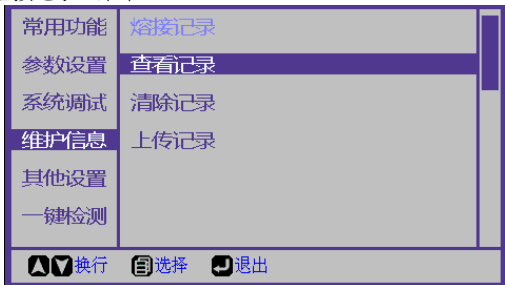 常用功能
参数设置
系统调试
维护信息
其他设置
一键检测
熔接记录
查看记录
清除记录
上传记录
换行 选择 退出